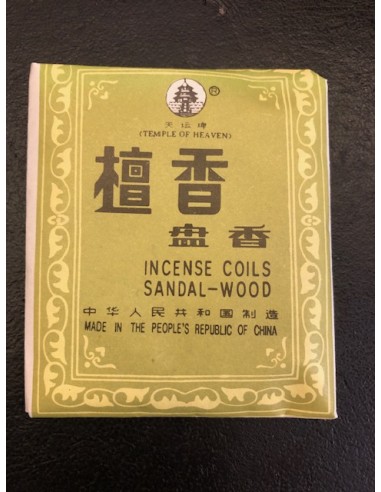 ®
天坛牌
(TEMPLE OF HEAVEN)
檀香
盘香
INCENSE COILS
SANDAL-WOOD
中华人民共和国制造
MADE IN THE PEOPLE'S REPUBLIC OF CHINA